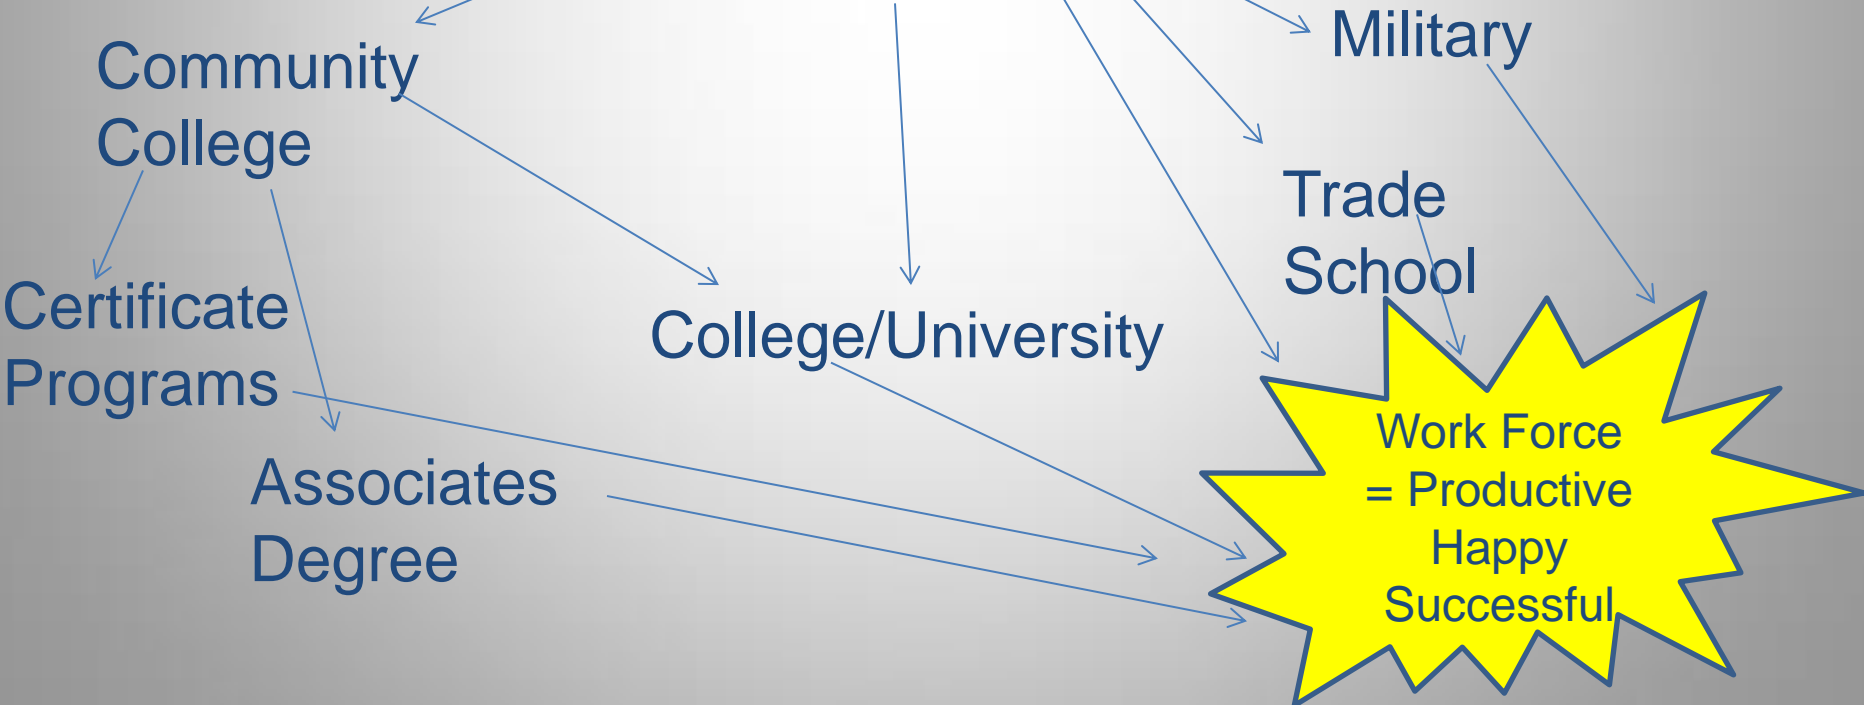 Military
Community
College
Trade
School
Certificate
Programs
College/University
Associates
Degree
Work Force
= Productive
Happy
Successful